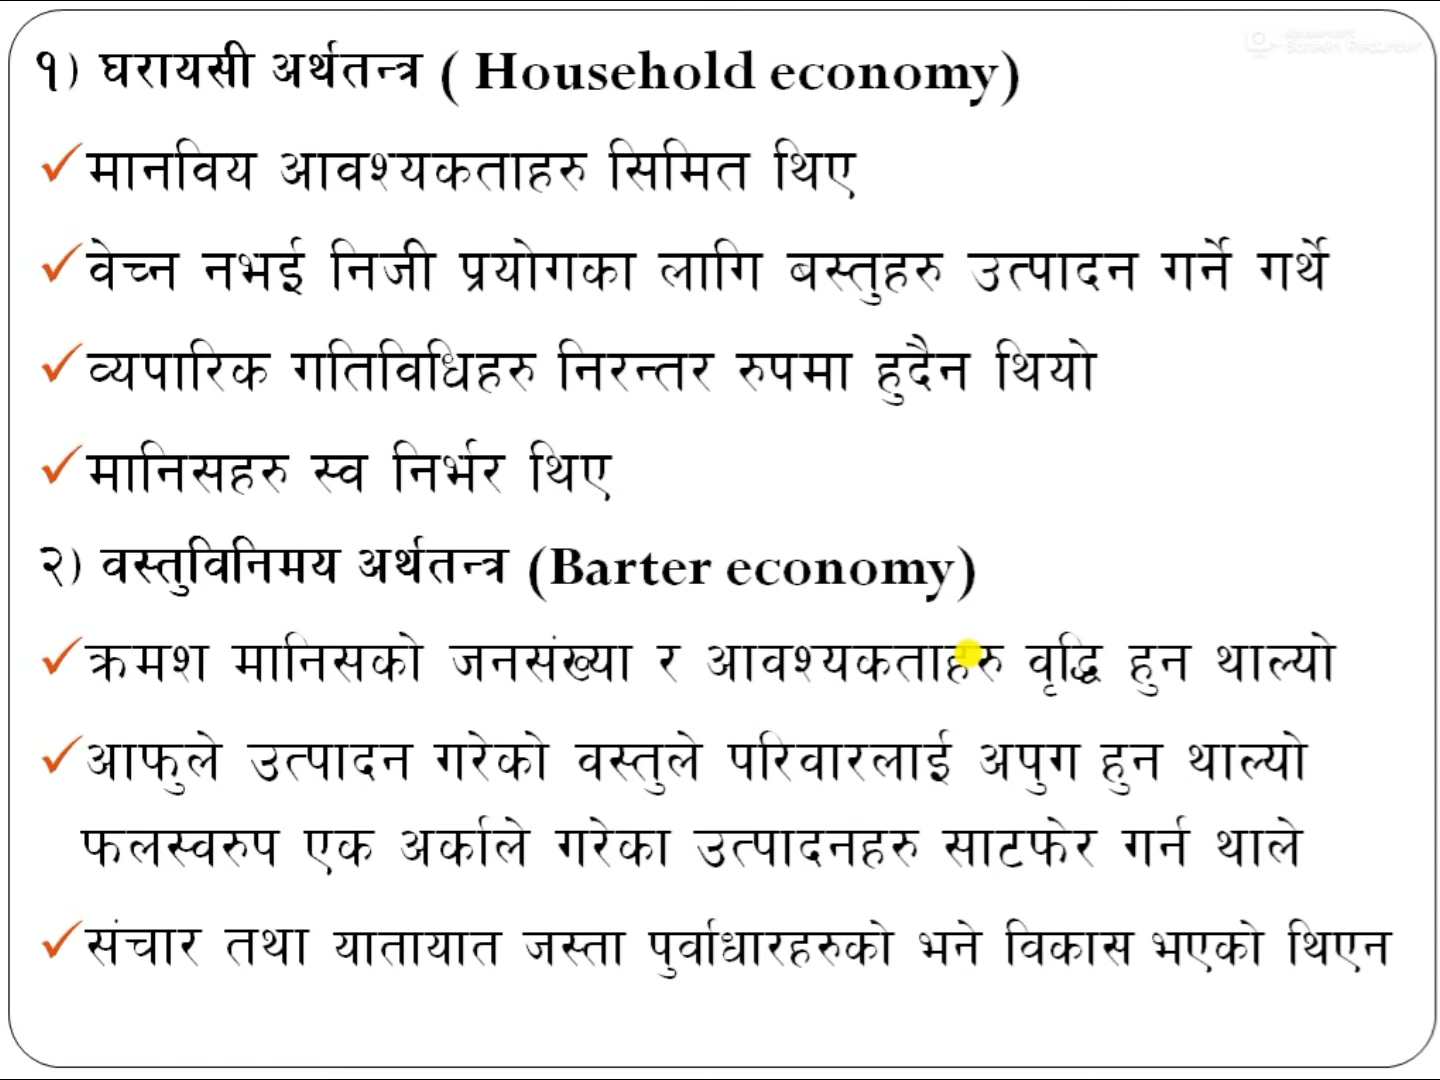 १) घरायसी अर्थतन्त्र ( Household economy)
✓मानविय आवश्यकताहरु सिमित थिए
✓वेच्न नभई निजी प्रयोगका लागि बस्तुहरु उत्पादन गर्ने गर्थे
✓व्यपारिक गतिविधिहरु निरन्तर रुपमा हुदैन थियो
✓मानिसहरु स्व निर्भर थिए
२) वस्तुविनिमय अर्थतन्त्र (Barter economy)
✓क्रमश मानिसको जनसंख्या र आवश्यकताहरु वृद्धि हुन थाल्यो
✓आफुले उत्पादन गरेको वस्तुले परिवारलाई अपुग हुन थाल्यो
फलस्वरुप एक अर्काले गरेका उत्पादनहरु साटफेर गर्न थाले
✓संचार तथा यातायात जस्ता पुर्वाधारहरुको भने विकास भएको थिएन
Screen Recorder